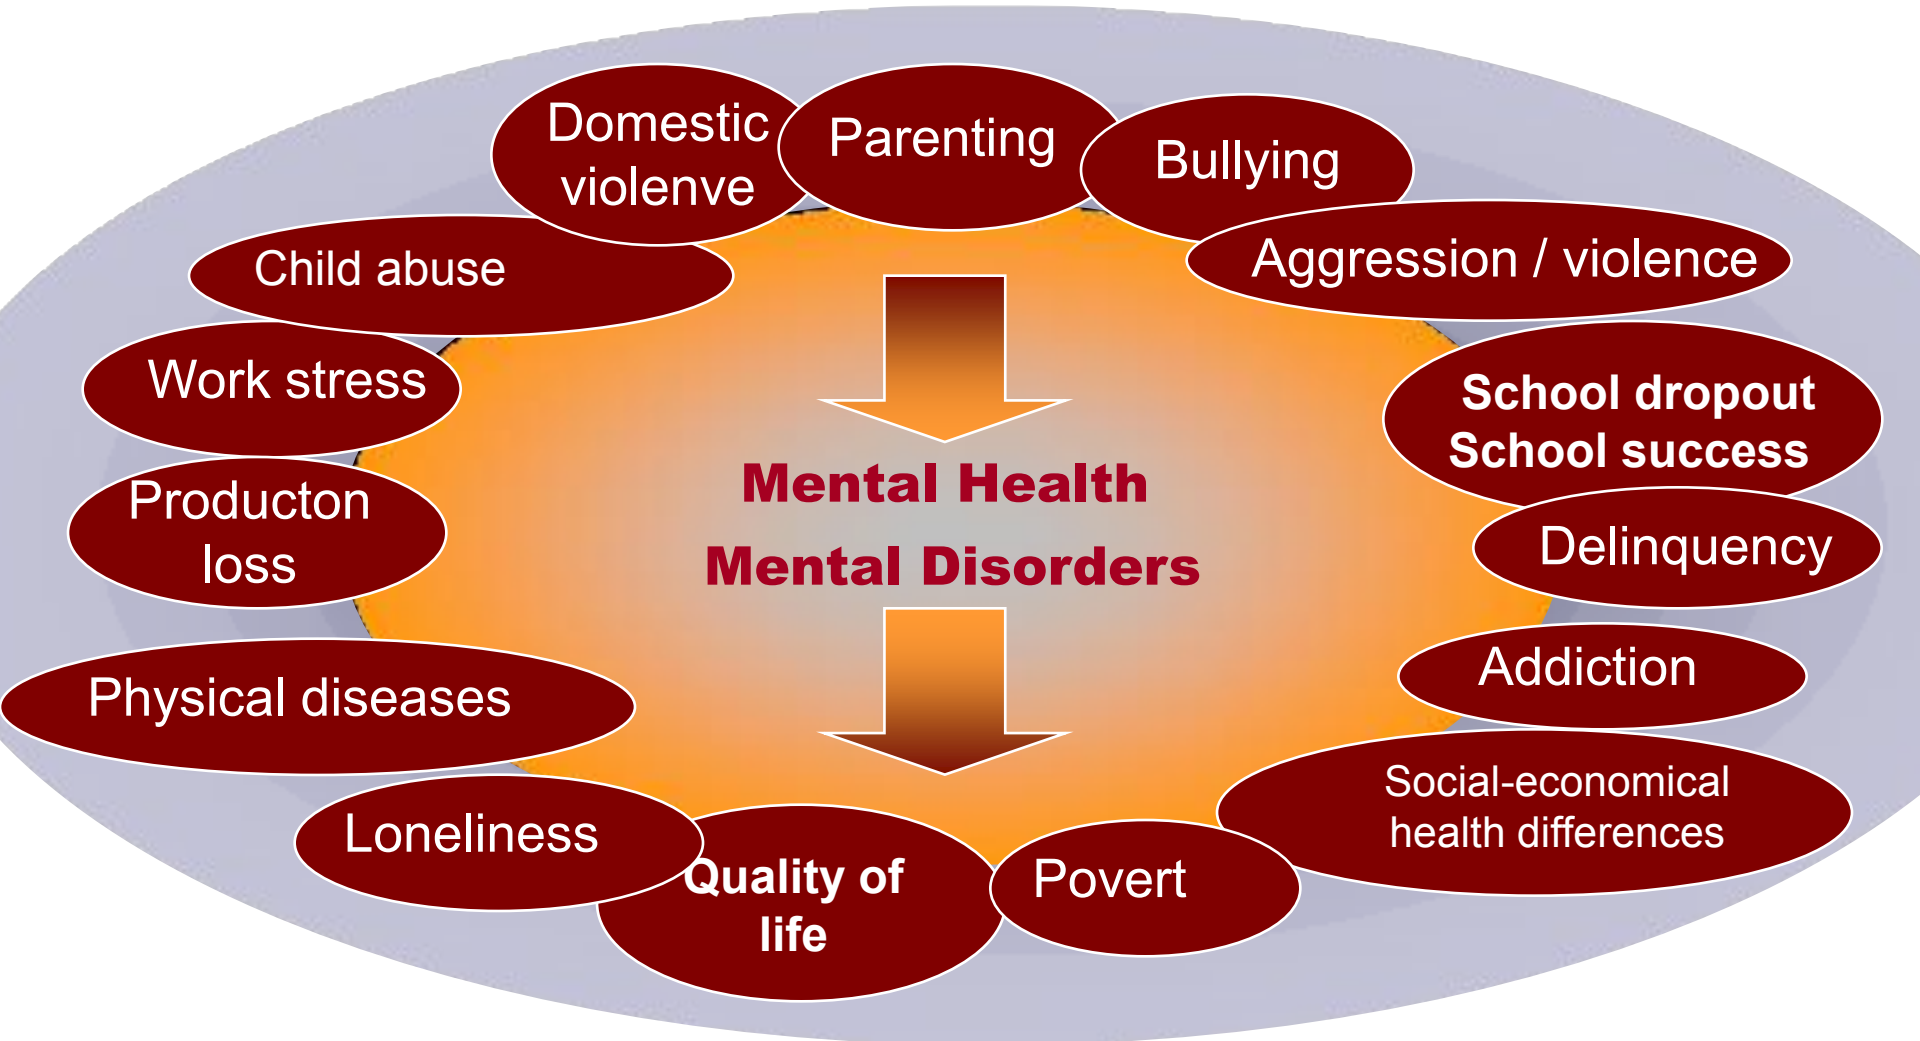 Domestic
violenve
Parenting
Bullying
Child abuse
Aggression / violence
Work stress
School dropout
School success
Mental Health
Producton
loss
Delinquency
Mental Disorders
Physical diseases
Addiction
Social-economical
health differences
Loneliness
Quality of
life
Povert